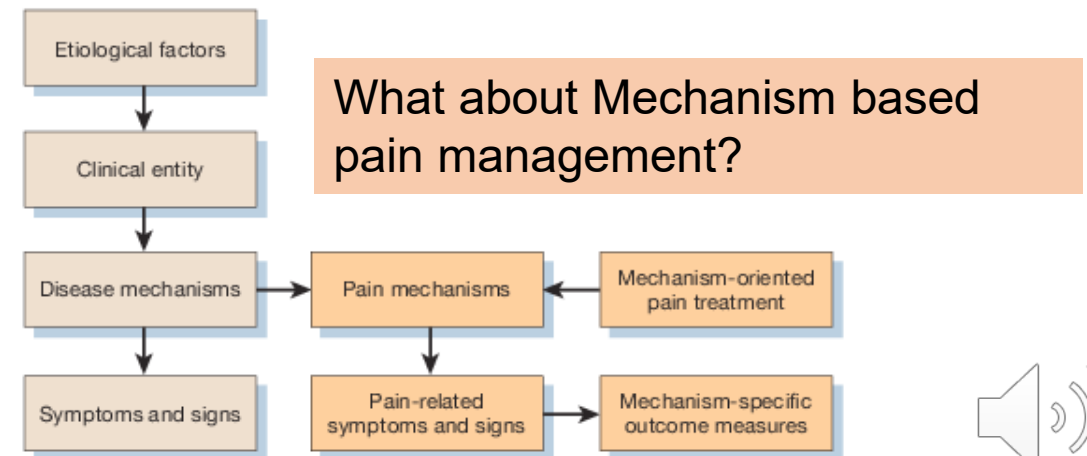 Etiological factors
What about Mechanism based
pain management?
Clinical entity
Disease mechanisms
Pain mechanisms
Mechanism-oriented
pain treatment
Symptoms and signs
Pain-related
symptoms and signs
Mechanism-specific
outcome measures